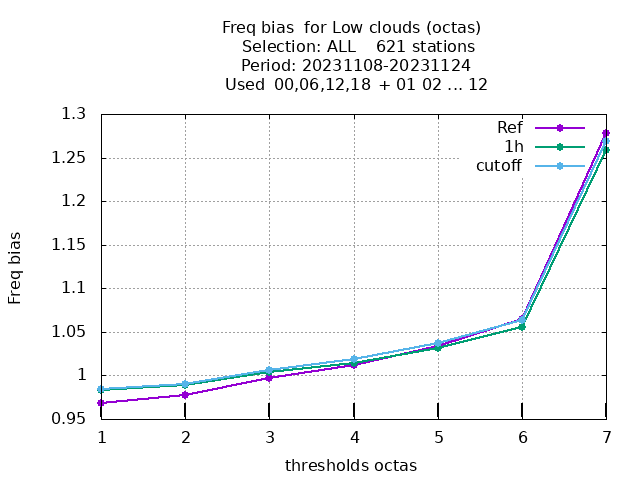 Freq bias  for Low clouds (octas)
Selection: ALL    621 stations
Period: 20231108-20231124
Used  00,06,12,18  + 01 02 ... 12
Ref
1h
cutoff
1.3
1.25
1.2
1.15
1.1
1.05
1
0.95
Freq bias
1 2 3 4 5 6 7
thresholds octas